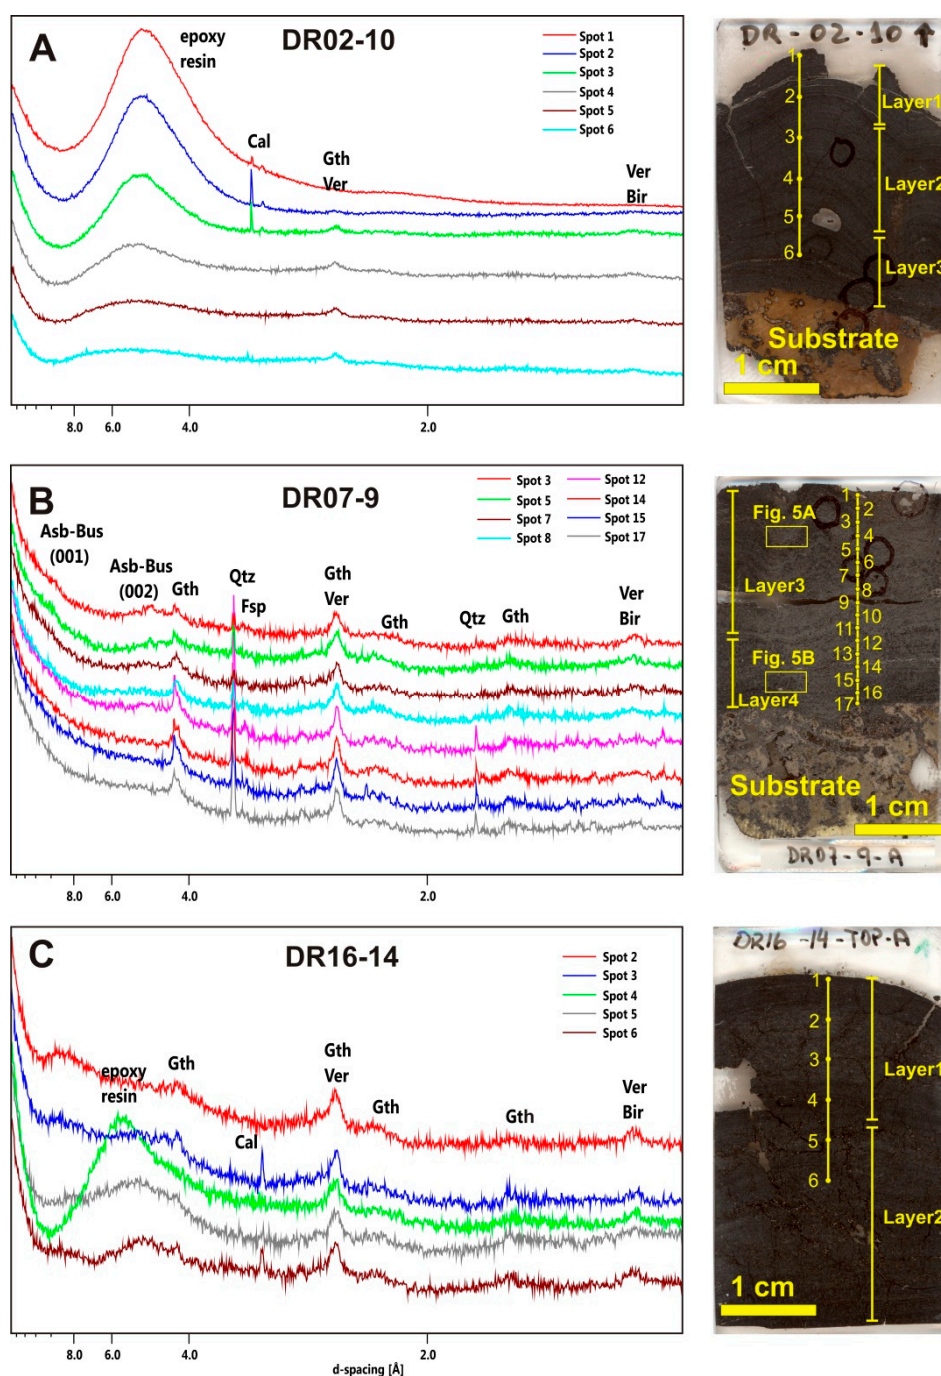 A
DR02-10
epoxy
resin
Cal
Gth
Ver
Ver
Bir
Spot 1
Spot 2
Spot 3
Spot 4
Spot 5
Spot 6
8.0 6.0 4.0 2.0
DR-02-10 ↑
1
2
3
4
5
6
Layer1
Layer2
Layer3
Substrate
1 cm
B
DR07-9
Asb-Bus
(001)
Asb-Bus
(002)
Gth
Qtz
Fsp
Gth
Ver
Gth
Qtz
Gth
Ver
Bir
Spot 3
Spot 5
Spot 7
Spot 8
Spot 12
Spot 14
Spot 15
Spot 17
8.0 6.0 4.0 2.0
Fig. 5A
Layer3
Fig. 5B
Layer4
1
2
3
4
5
6
7
8
9
10
11
12
13
14
15
16
17
Substrate
1 cm
DR07-9-A
C
DR16-14
epoxy
resin
Gth
Cal
Gth
Ver
Gth
Gth
Ver
Bir
Spot 2
Spot 3
Spot 4
Spot 5
Spot 6
8.0 6.0 4.0 2.0
d-spacing [Å]
DR16-14-TOP-A
1
2
3
4
5
6
Layer1
Layer2
1 cm